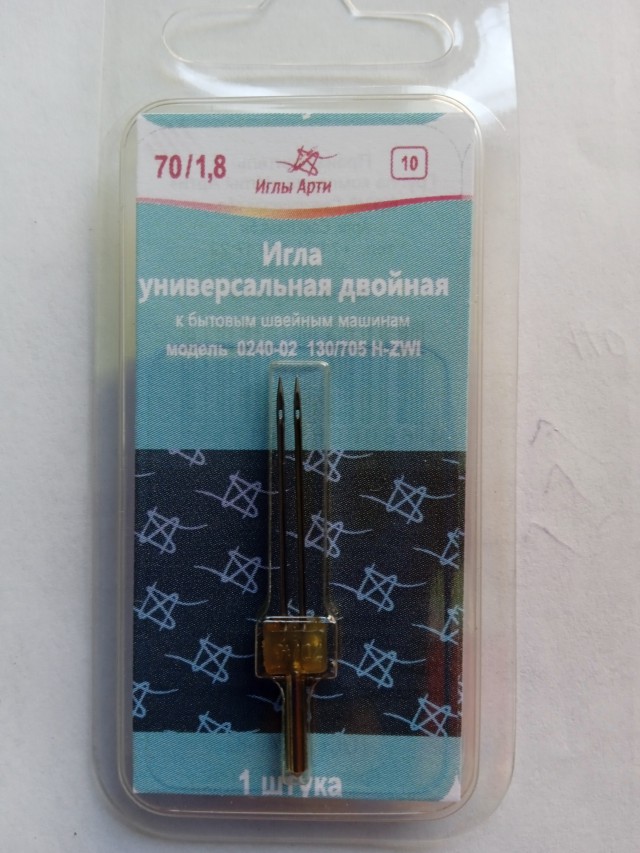 70/1,8
Иглы Арти
10
Игла
универсальная двойная
к бытовым швейным машинам
модель 0240-02 130/705 H-ZWI
1 штука